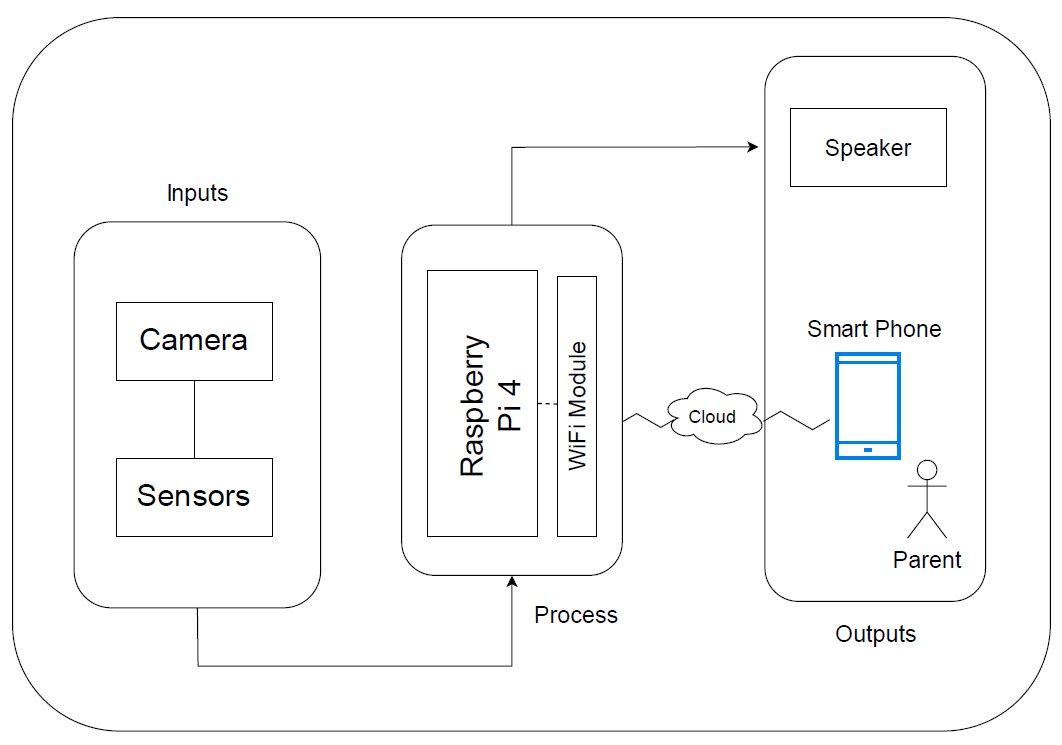 Inputs
Camera
Sensors
Raspberry
Pi 4
WiFi Module
Process
Cloud
Speaker
Smart Phone
Parent
Outputs